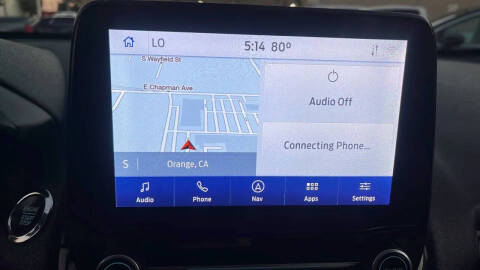 LO 5:14 80°
S Wayfield St
E Chapman Ave
Audio Off
Connecting Phone...
S Orange, CA
Audio Phone Nav Apps Settings
START